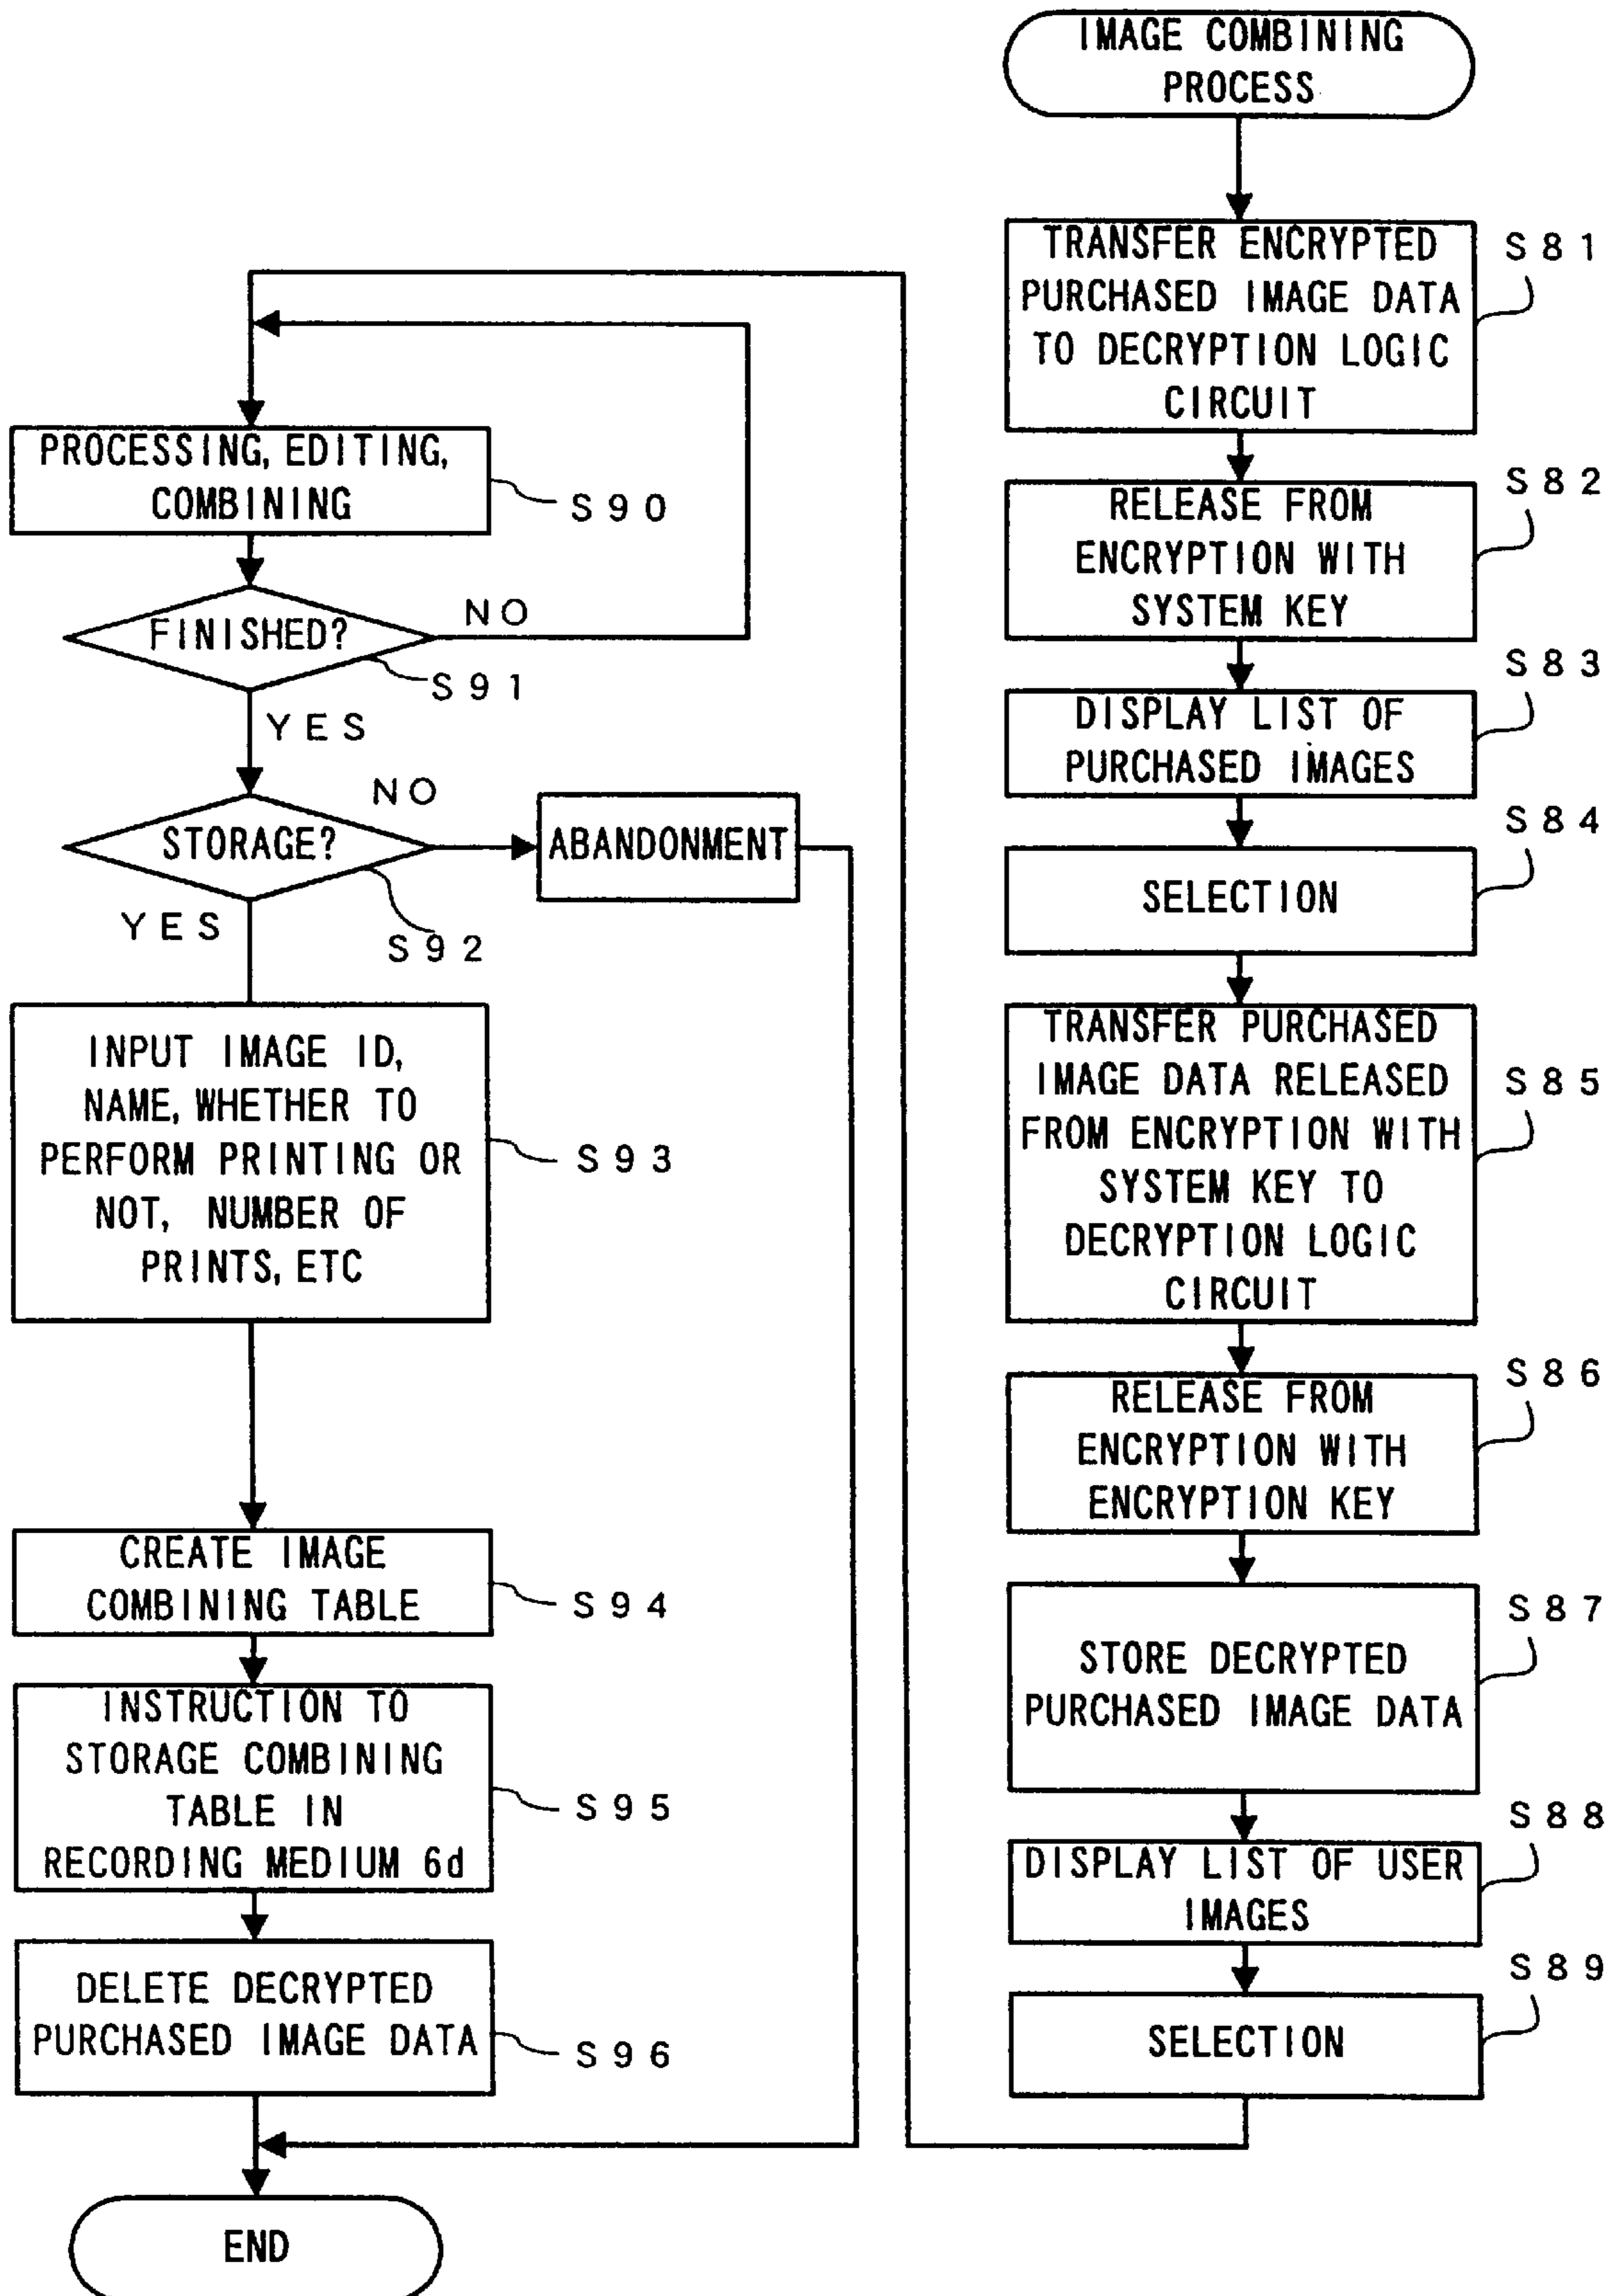 IMAGE COMBINING
PROCESS
TRANSFER ENCRYPTED
PURCHASED IMAGE DATA
TO DECRYPTION LOGIC
CIRCUIT
S81
RELEASE FROM
ENCRYPTION WITH
SYSTEM KEY
S82
DISPLAY LIST OF
PURCHASED IMAGES
S83
SELECTION
S84
TRANSFER PURCHASED
IMAGE DATA RELEASED
FROM ENCRYPTION WITH
SYSTEM KEY TO
DECRYPTION LOGIC
CIRCUIT
S85
RELEASE FROM
ENCRYPTION WITH
ENCRYPTION KEY
S86
STORE DECRYPTED
PURCHASED IMAGE DATA
S87
DISPLAY LIST OF USER
IMAGES
S88
SELECTION
S89
PROCESSING, EDITING,
COMBINING
S90
FINISHED?
NO
S91
YES
STORAGE?
NO
ABANDONMENT
S92
YES
INPUT IMAGE ID,
NAME, WHETHER TO
PERFORM PRINTING OR
NOT, NUMBER OF
PRINTS, ETC
S93
CREATE IMAGE
COMBINING TABLE
S94
INSTRUCTION TO
STORAGE COMBINING
TABLE IN
RECORDING MEDIUM 6d
S95
DELETE DECRYPTED
PURCHASED IMAGE DATA
S96
END